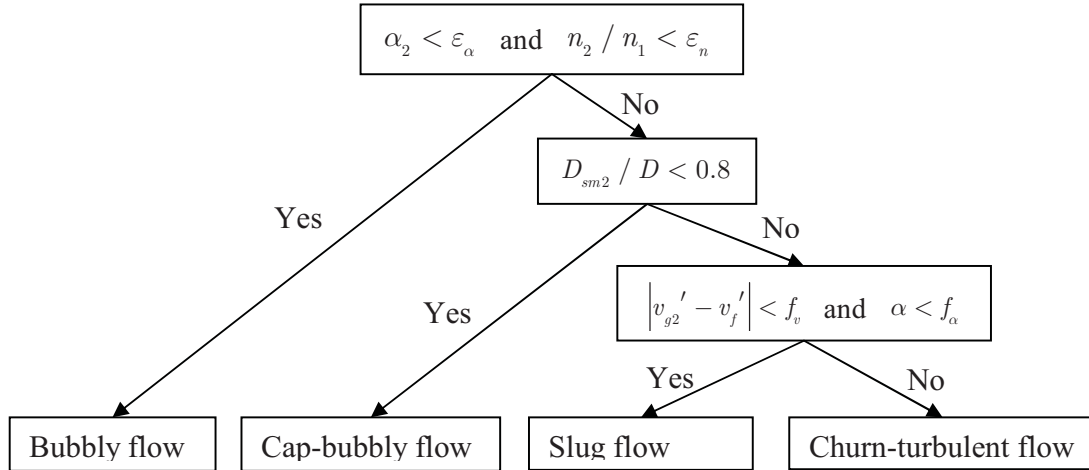 α₂ < ε_α and n₂ / n₁ < ε_n
No
D_sm2 / D < 0.8
Yes
No
|v_g2′ − v_f′| < f_v and α < f_α
Yes
Yes
No
Bubbly flow
Cap-bubbly flow
Slug flow
Churn-turbulent flow